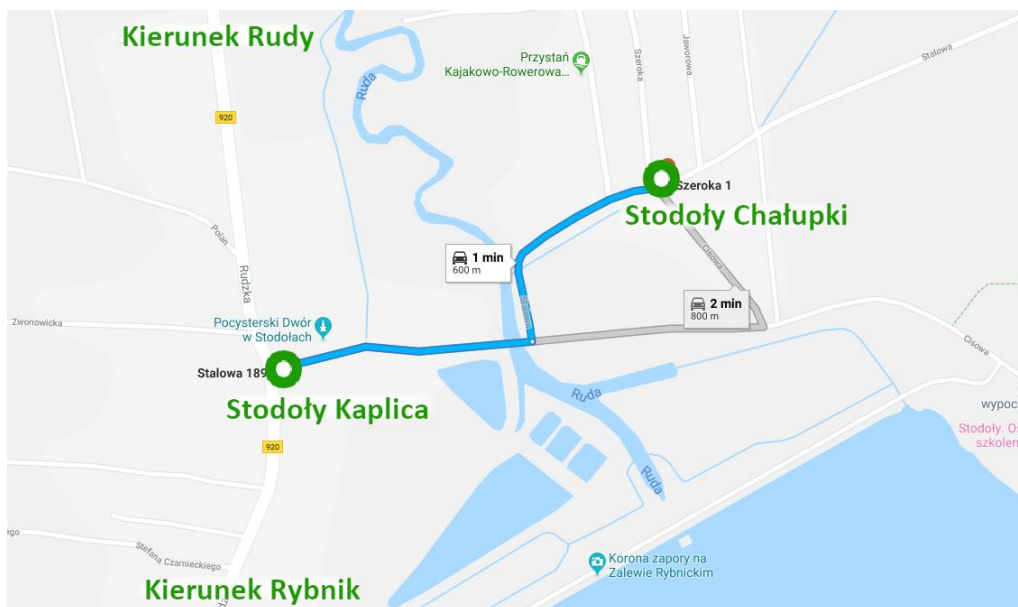 Kierunek Rudy
Ruda
Przystań
Kajakowo-Rowerowa...
Szeroka
Jaworowa
Stalowa
920
Szeroka 1
Stodoły Chałupki
Polan
Rudzka
1 min
600 m
Cisowa
2 min
800 m
Stalowa
Zwonowicka
Pocysterski Dwór
w Stodołach
Stalowa 189
Cisowa
Stodoły Kaplica
Ruda
wypoc
Stodoły. O
szkolen
920
Ruda
Stefana Czarnieckiego
Korona zapory na
Zalewie Rybnickim
Kierunek Rybnik